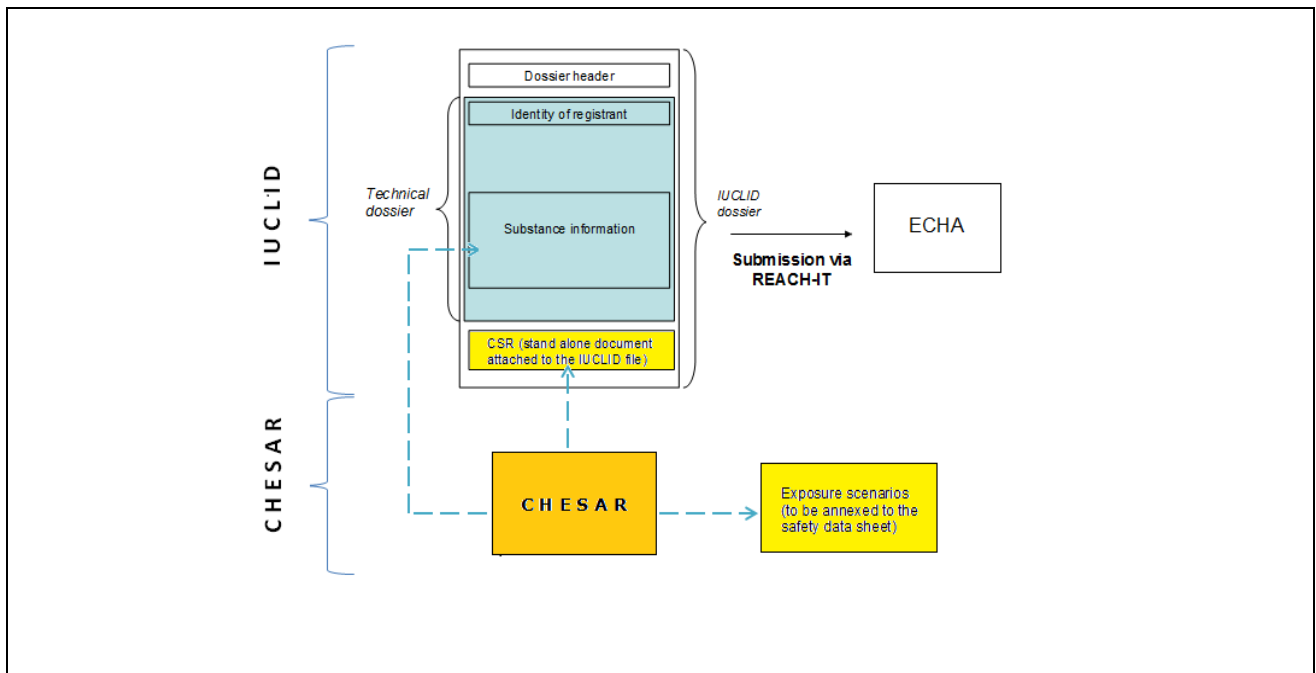 Dossier header
Identity of registrant
IUCLID
Technical
dossier
Substance information
IUCLID
dossier
Submission via
REACH-IT
ECHA
CSR (stand alone document
attached to the IUCLID file)
CHESAR
CHESAR
Exposure scenarios
(to be annexed to the
safety data sheet)